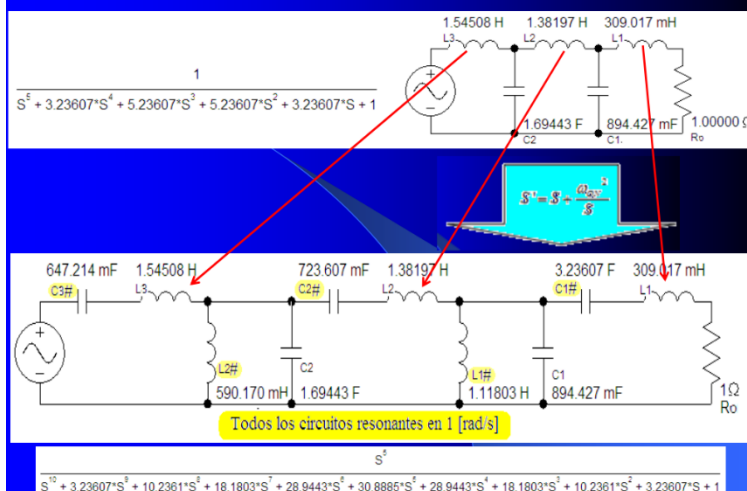 1.54508 H 1.38197 H 309.017 mH
L3 L2 L1
1
S^5 + 3.23607*S^4 + 5.23607*S^3 + 5.23607*S^2 + 3.23607*S + 1
1.69443 F 894.427 mF 1.00000 Ω
C2 C1. Ro
S' = S + ω₀² / S
647.214 mF 1.54508 H 723.607 mF 1.38197 H 3.23607 F 309.017 mH
C3# L3 C2# L2 C1# L1
L2# C2 L1# C1
590.170 mH 1.69443 F 1.11803 H 894.427 mF 1Ω
Ro
Todos los circuitos resonantes en 1 [rad/s]
S^5
S^10 + 3.23607*S^9 + 10.2361*S^8 + 18.1803*S^7 + 28.9443*S^6 + 30.8885*S^5 + 28.9443*S^4 + 18.1803*S^3 + 10.2361*S^2 + 3.23607*S + 1